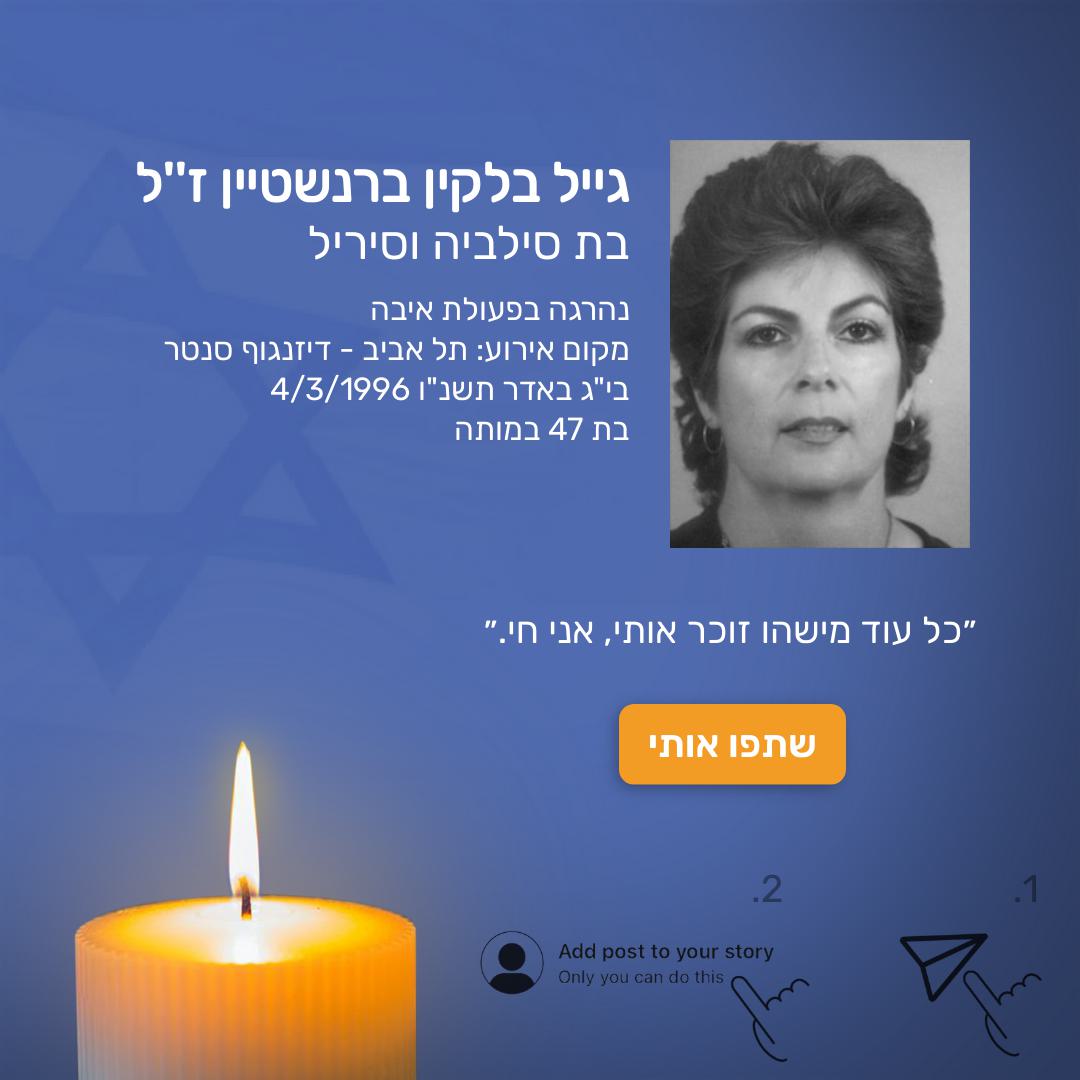 גייל בלקין ברנשטיין ז"ל
בת סילביה וסיריל
נהרגה בפעולת איבה
מקום אירוע: תל אביב - דיזנגוף סנטר
בי"ג באדר תשנ"ו 4/3/1996
בת 47 במותה
״כל עוד מישהו זוכר אותי, אני חי.״
שתפו אותי
.1
.2
Add post to your story
Only you can do this